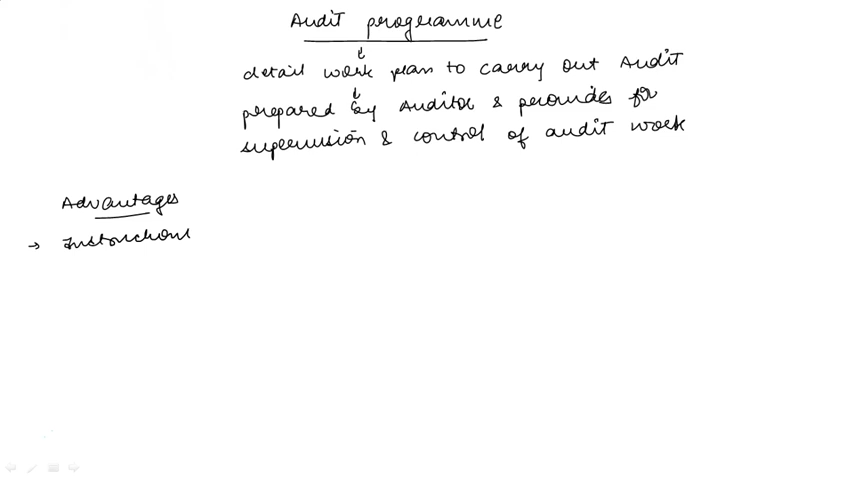 Audit programme
detail work plan to carry out Audit
prepared by Auditor & provides for
supervision & control of audit work
Advantages
→ Instructions